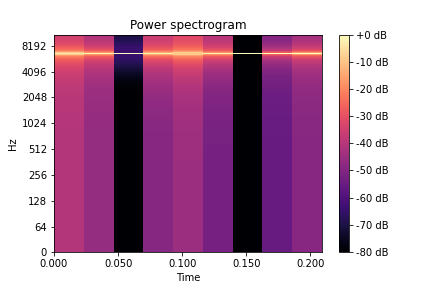 Power spectrogram
8192
4096
2048
1024
512
256
128
64
0
Hz
0.000
0.050
0.100
0.150
0.200
Time
+0 dB
-10 dB
-20 dB
-30 dB
-40 dB
-50 dB
-60 dB
-70 dB
-80 dB